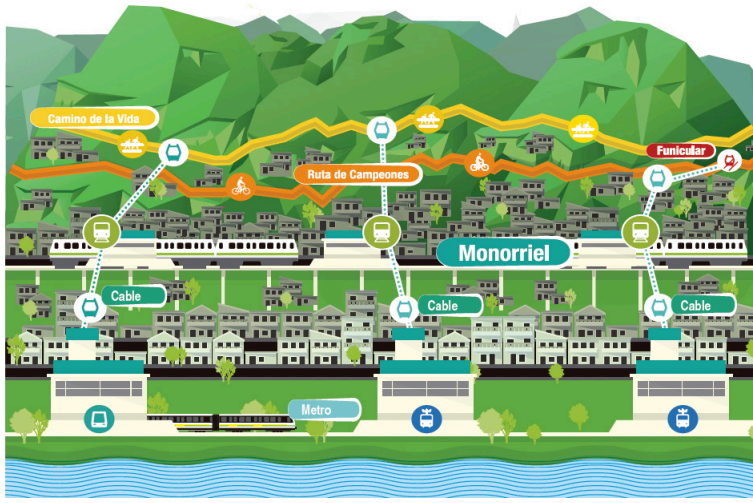 Camino de la Vida
Funicular
Ruta de Campeones
Monorriel
Cable
Cable
Cable
Metro